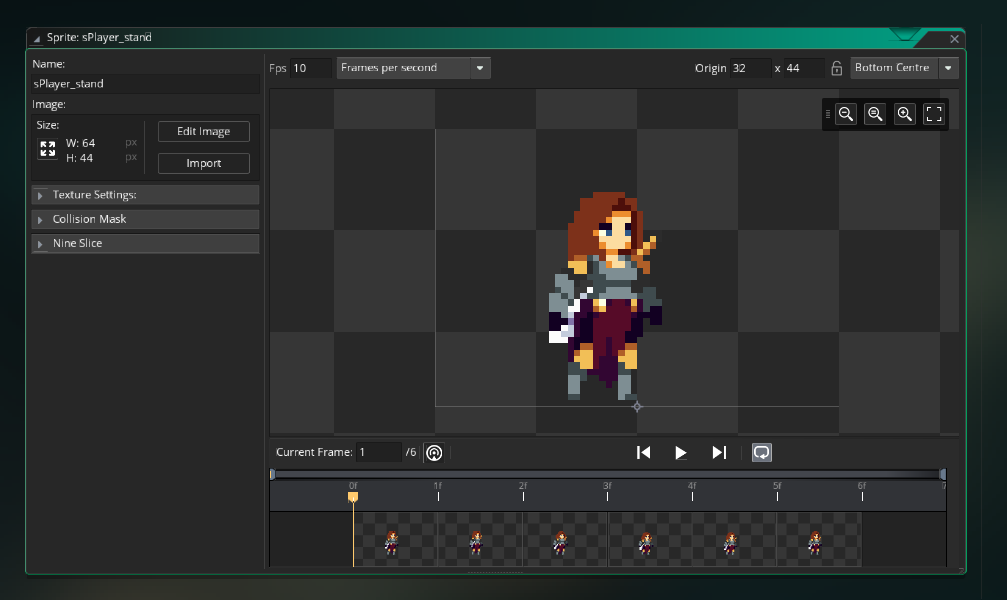 Sprite: sPlayer_stand
Name:
sPlayer_stand
Image:
Size:
W: 64 px
H: 44 px
Edit Image
Import
Texture Settings:
Collision Mask
Nine Slice
Fps 10 Frames per second Origin 32 x 44 Bottom Centre
Current Frame: 1 /6
0f 1f 2f 3f 4f 5f 6f